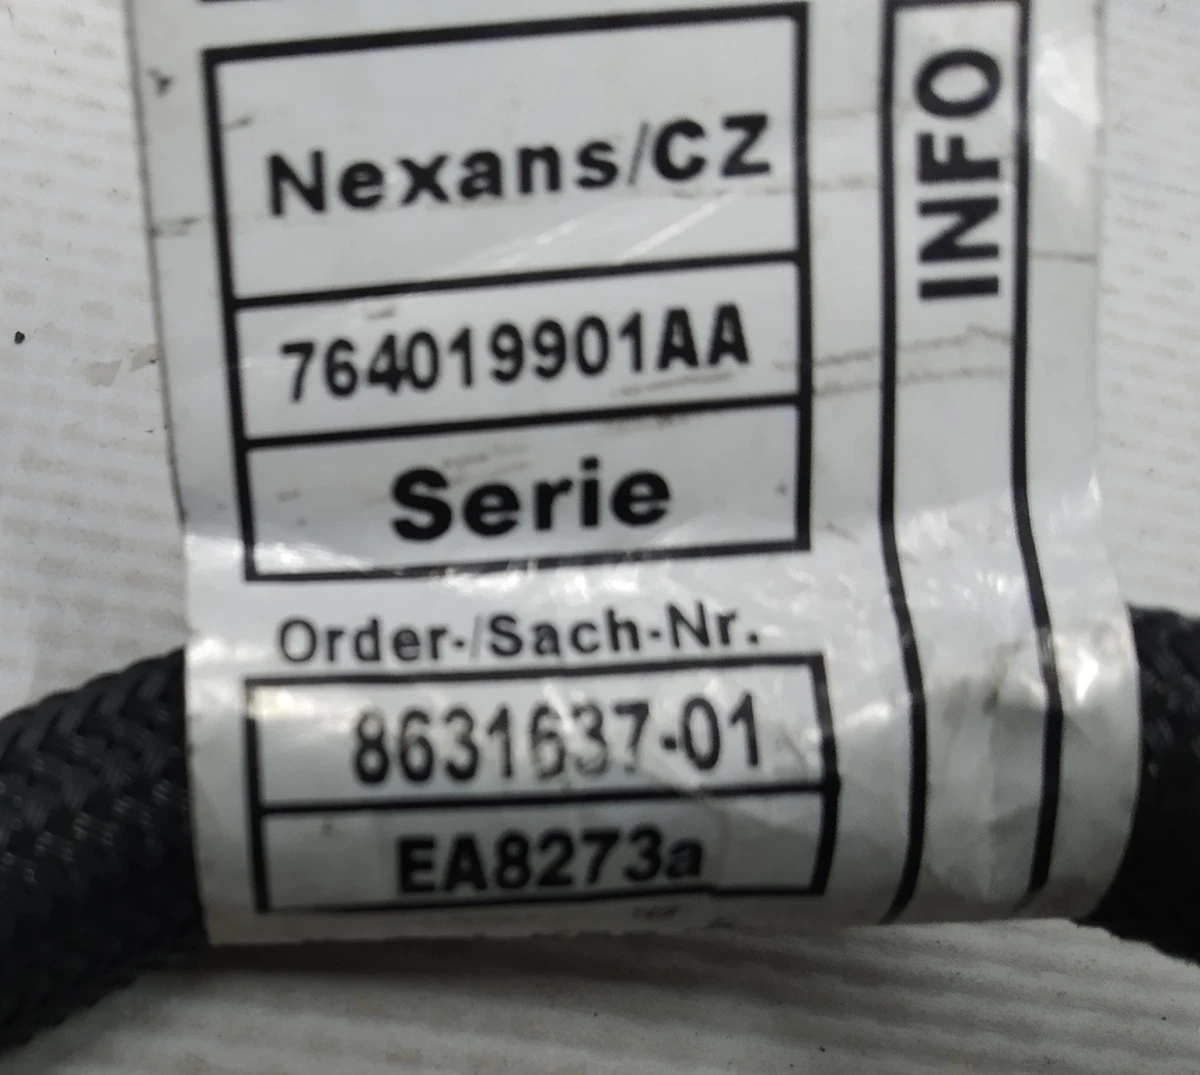 Nexans/CZ
764019901AA
Serie
Order-/Sach-Nr.
8631637-01
EA8273a
INFO